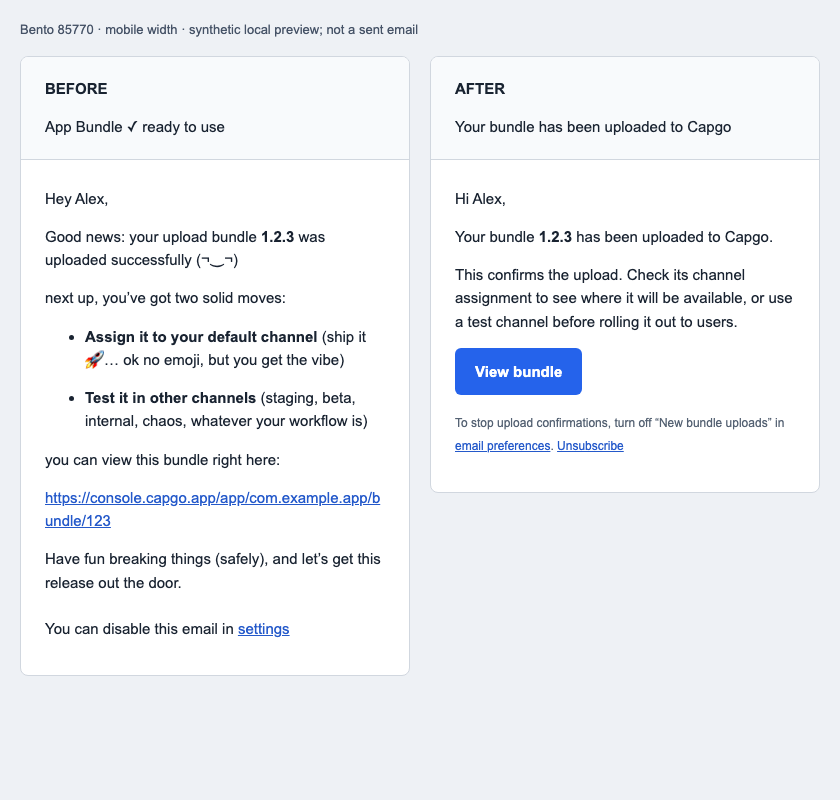 Bento 85770 · mobile width · synthetic local preview; not a sent email
BEFORE
App Bundle ✓ ready to use
Hey Alex,
Good news: your upload bundle 1.2.3 was
uploaded successfully (¬‿¬)
next up, you’ve got two solid moves:
• Assign it to your default channel (ship it
🚀… ok no emoji, but you get the vibe)
• Test it in other channels (staging, beta,
internal, chaos, whatever your workflow is)
you can view this bundle right here:
https://console.capgo.app/app/com.example.app/b
undle/123
Have fun breaking things (safely), and let’s get this
release out the door.
You can disable this email in settings
AFTER
Your bundle has been uploaded to Capgo
Hi Alex,
Your bundle 1.2.3 has been uploaded to Capgo.
This confirms the upload. Check its channel
assignment to see where it will be available, or use
a test channel before rolling it out to users.
View bundle
To stop upload confirmations, turn off “New bundle uploads” in
email preferences. Unsubscribe